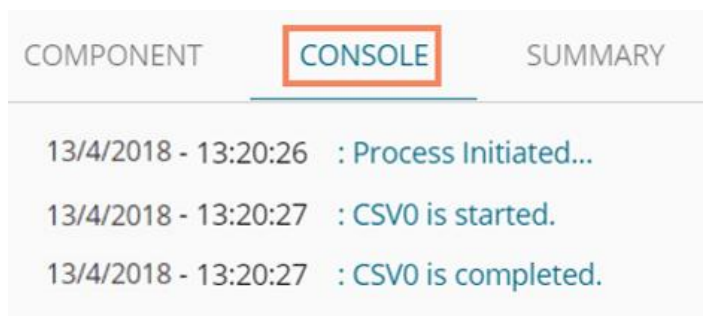 COMPONENT CONSOLE SUMMARY
13/4/2018 - 13:20:26 : Process Initiated...
13/4/2018 - 13:20:27 : CSV0 is started.
13/4/2018 - 13:20:27 : CSV0 is completed.